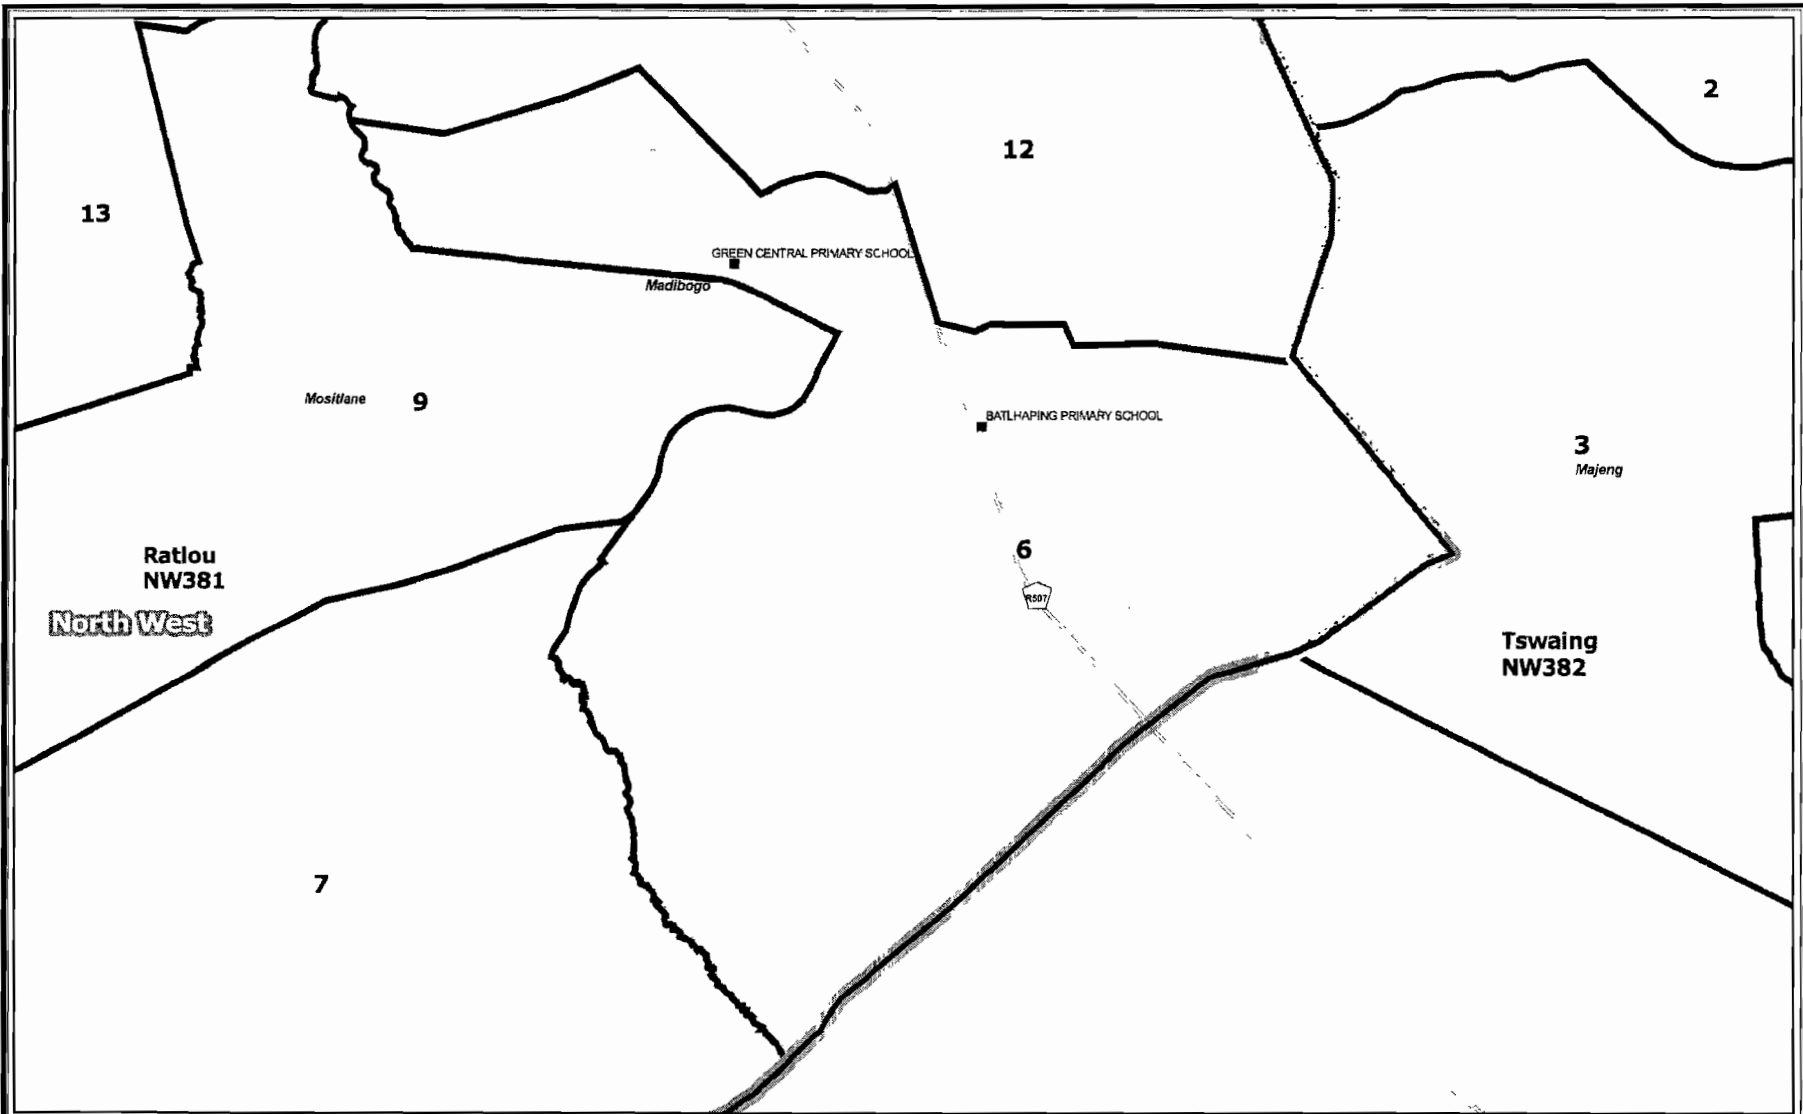 2
12
13
GREEN CENTRAL PRIMARY SCHOOL
Madibogo
Mositlane
9
BATLHAPING PRIMARY SCHOOL
3
Majeng
6
Ratlou
NW381
R507
North West
Tswaing
NW382
7